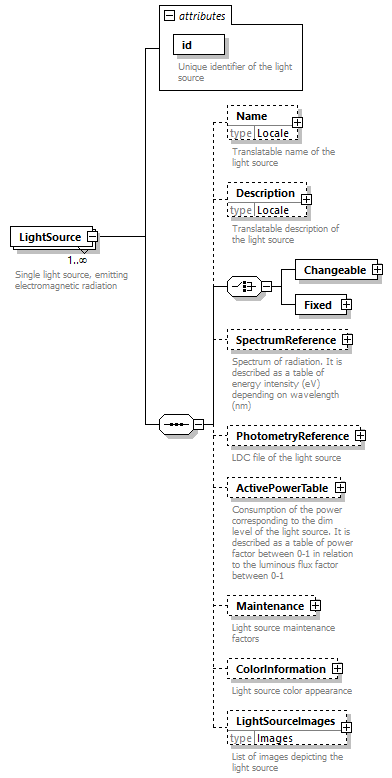 attributes
id
Unique identifier of the light
source
Name
type Locale
Translatable name of the
light source
Description
type Locale
Translatable description of
the light source
LightSource
1..∞
Single light source, emitting
electromagnetic radiation
Changeable
Fixed
SpectrumReference
Spectrum of radiation. It is
described as a table of
energy intensity (eV)
depending on wavelength
(nm)
PhotometryReference
LDC file of the light source
ActivePowerTable
Consumption of the power
corresponding to the dim
level of the light source. It is
described as a table of power
factor between 0-1 in relation
to the luminous flux factor
between 0-1
Maintenance
Light source maintenance
factors
ColorInformation
Light source color appearance
LightSourceImages
type Images
List of images depicting the
light source